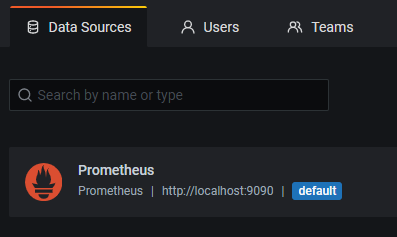 Data Sources Users Teams
Search by name or type
Prometheus
Prometheus | http://localhost:9090 | default